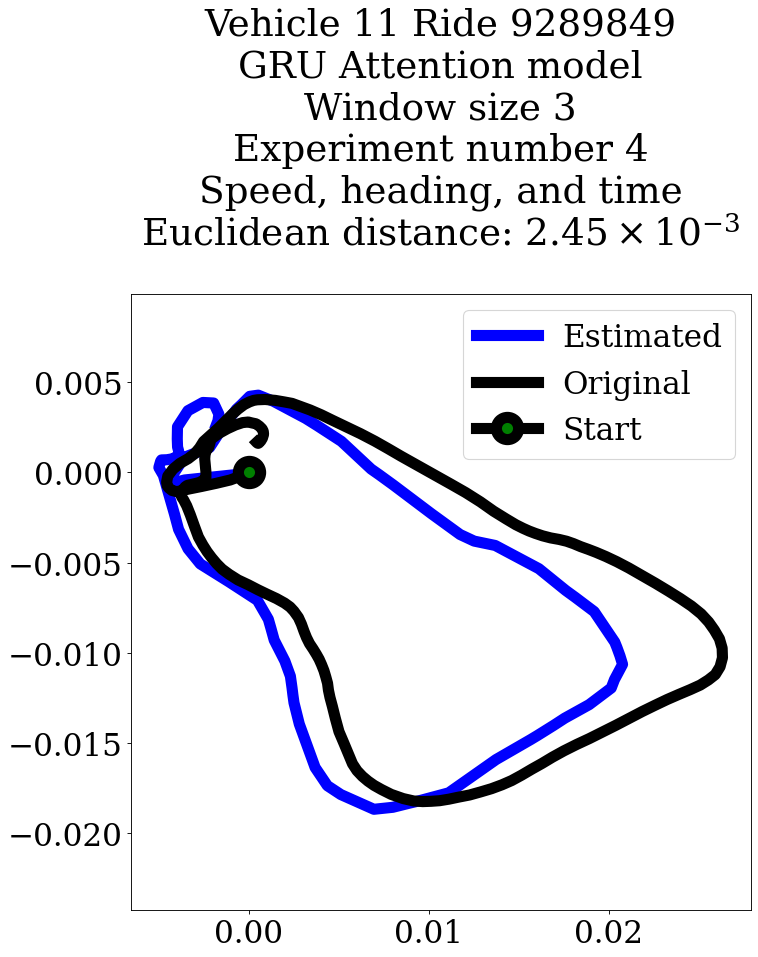 Vehicle 11 Ride 9289849
GRU Attention model
Window size 3
Experiment number 4
Speed, heading, and time
Euclidean distance: 2.45 × 10⁻³
Estimated
Original
Start
0.005
0.000
−0.005
−0.010
−0.015
−0.020
0.00 0.01 0.02